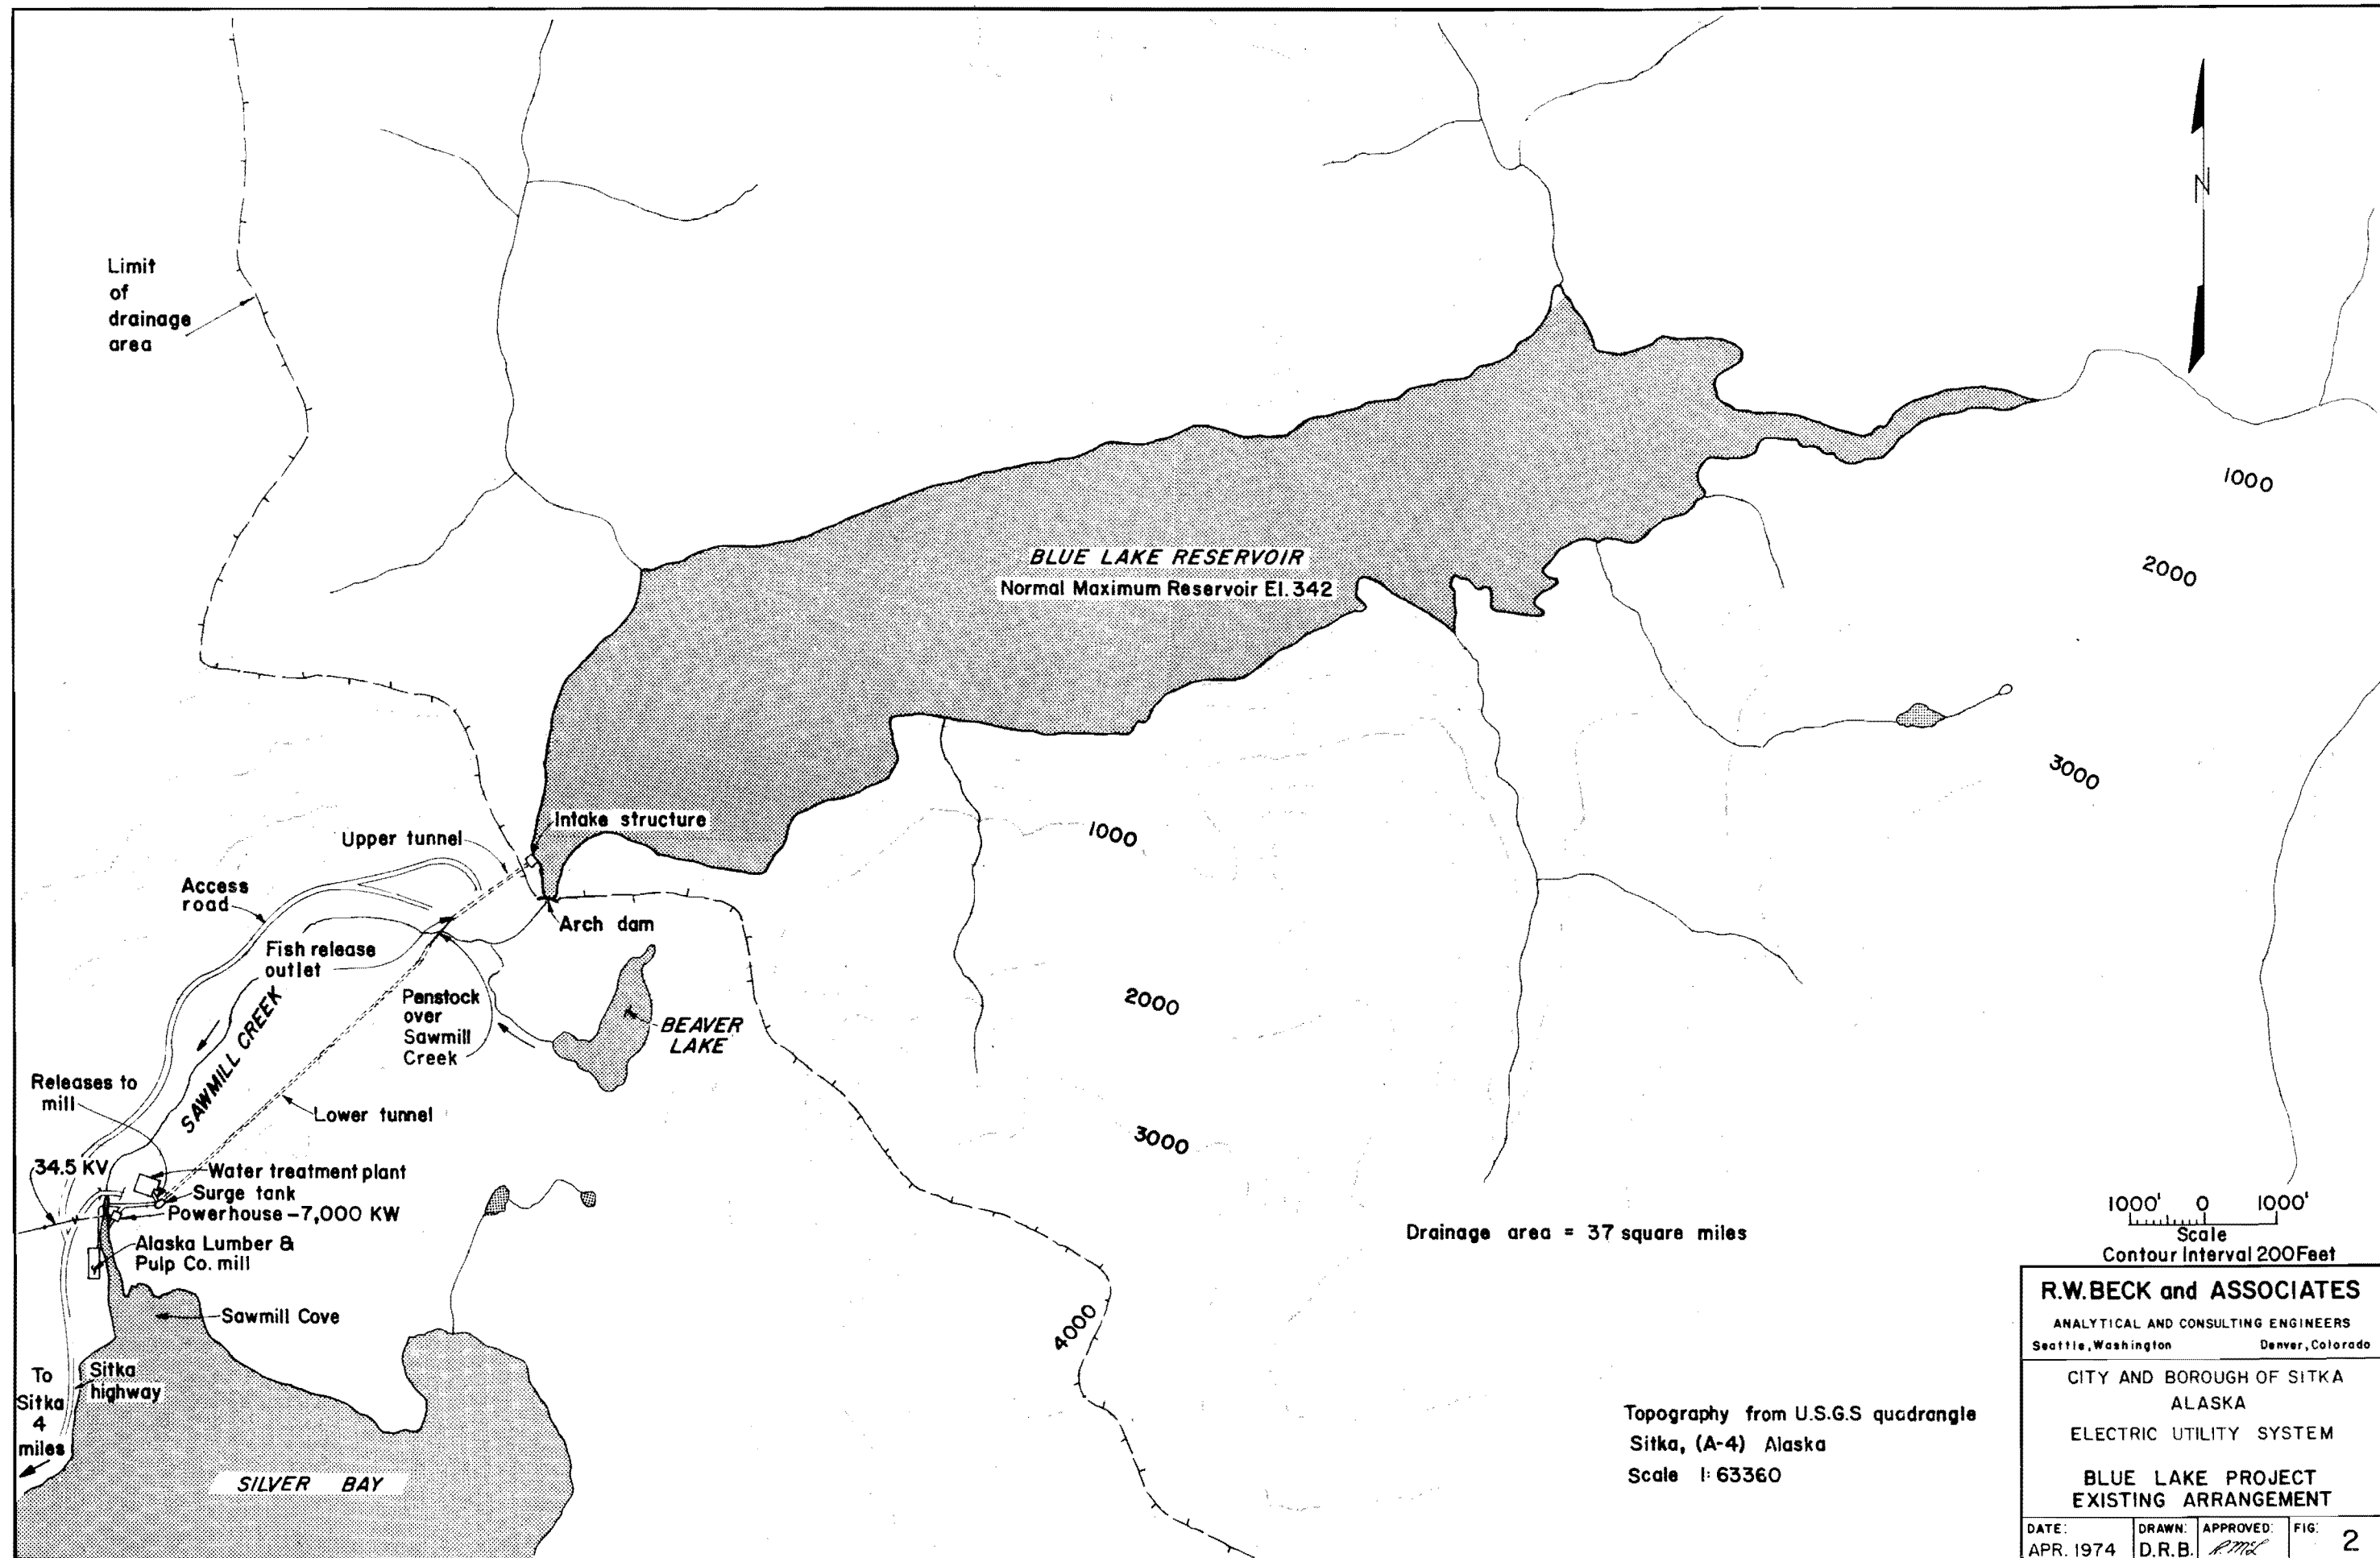 Limit
of
drainage
area
N
BLUE LAKE RESERVOIR
Normal Maximum Reservoir El. 342
1000
2000
3000
Intake structure
Upper tunnel
1000
Access
road
Arch dam
Fish release
outlet
Penstock
over
Sawmill
Creek
2000
BEAVER
LAKE
SAWMILL CREEK
Releases to
mill
Lower tunnel
3000
34.5 KV
Water treatment plant
Surge tank
Powerhouse - 7,000 KW
Alaska Lumber &
Pulp Co. mill
Sawmill Cove
4000
To
Sitka
4
miles
Sitka
highway
SILVER BAY
Drainage area = 37 square miles
1000' 0 1000'
Scale
Contour Interval 200 Feet
Topography from U.S.G.S quadrangle
Sitka, (A-4) Alaska
Scale 1:63360
R.W. BECK and ASSOCIATES
ANALYTICAL AND CONSULTING ENGINEERS
Seattle, Washington Denver, Colorado
CITY AND BOROUGH OF SITKA
ALASKA
ELECTRIC UTILITY SYSTEM
BLUE LAKE PROJECT
EXISTING ARRANGEMENT
DATE: DRAWN: APPROVED: FIG: 2
APR. 1974 D.R.B.